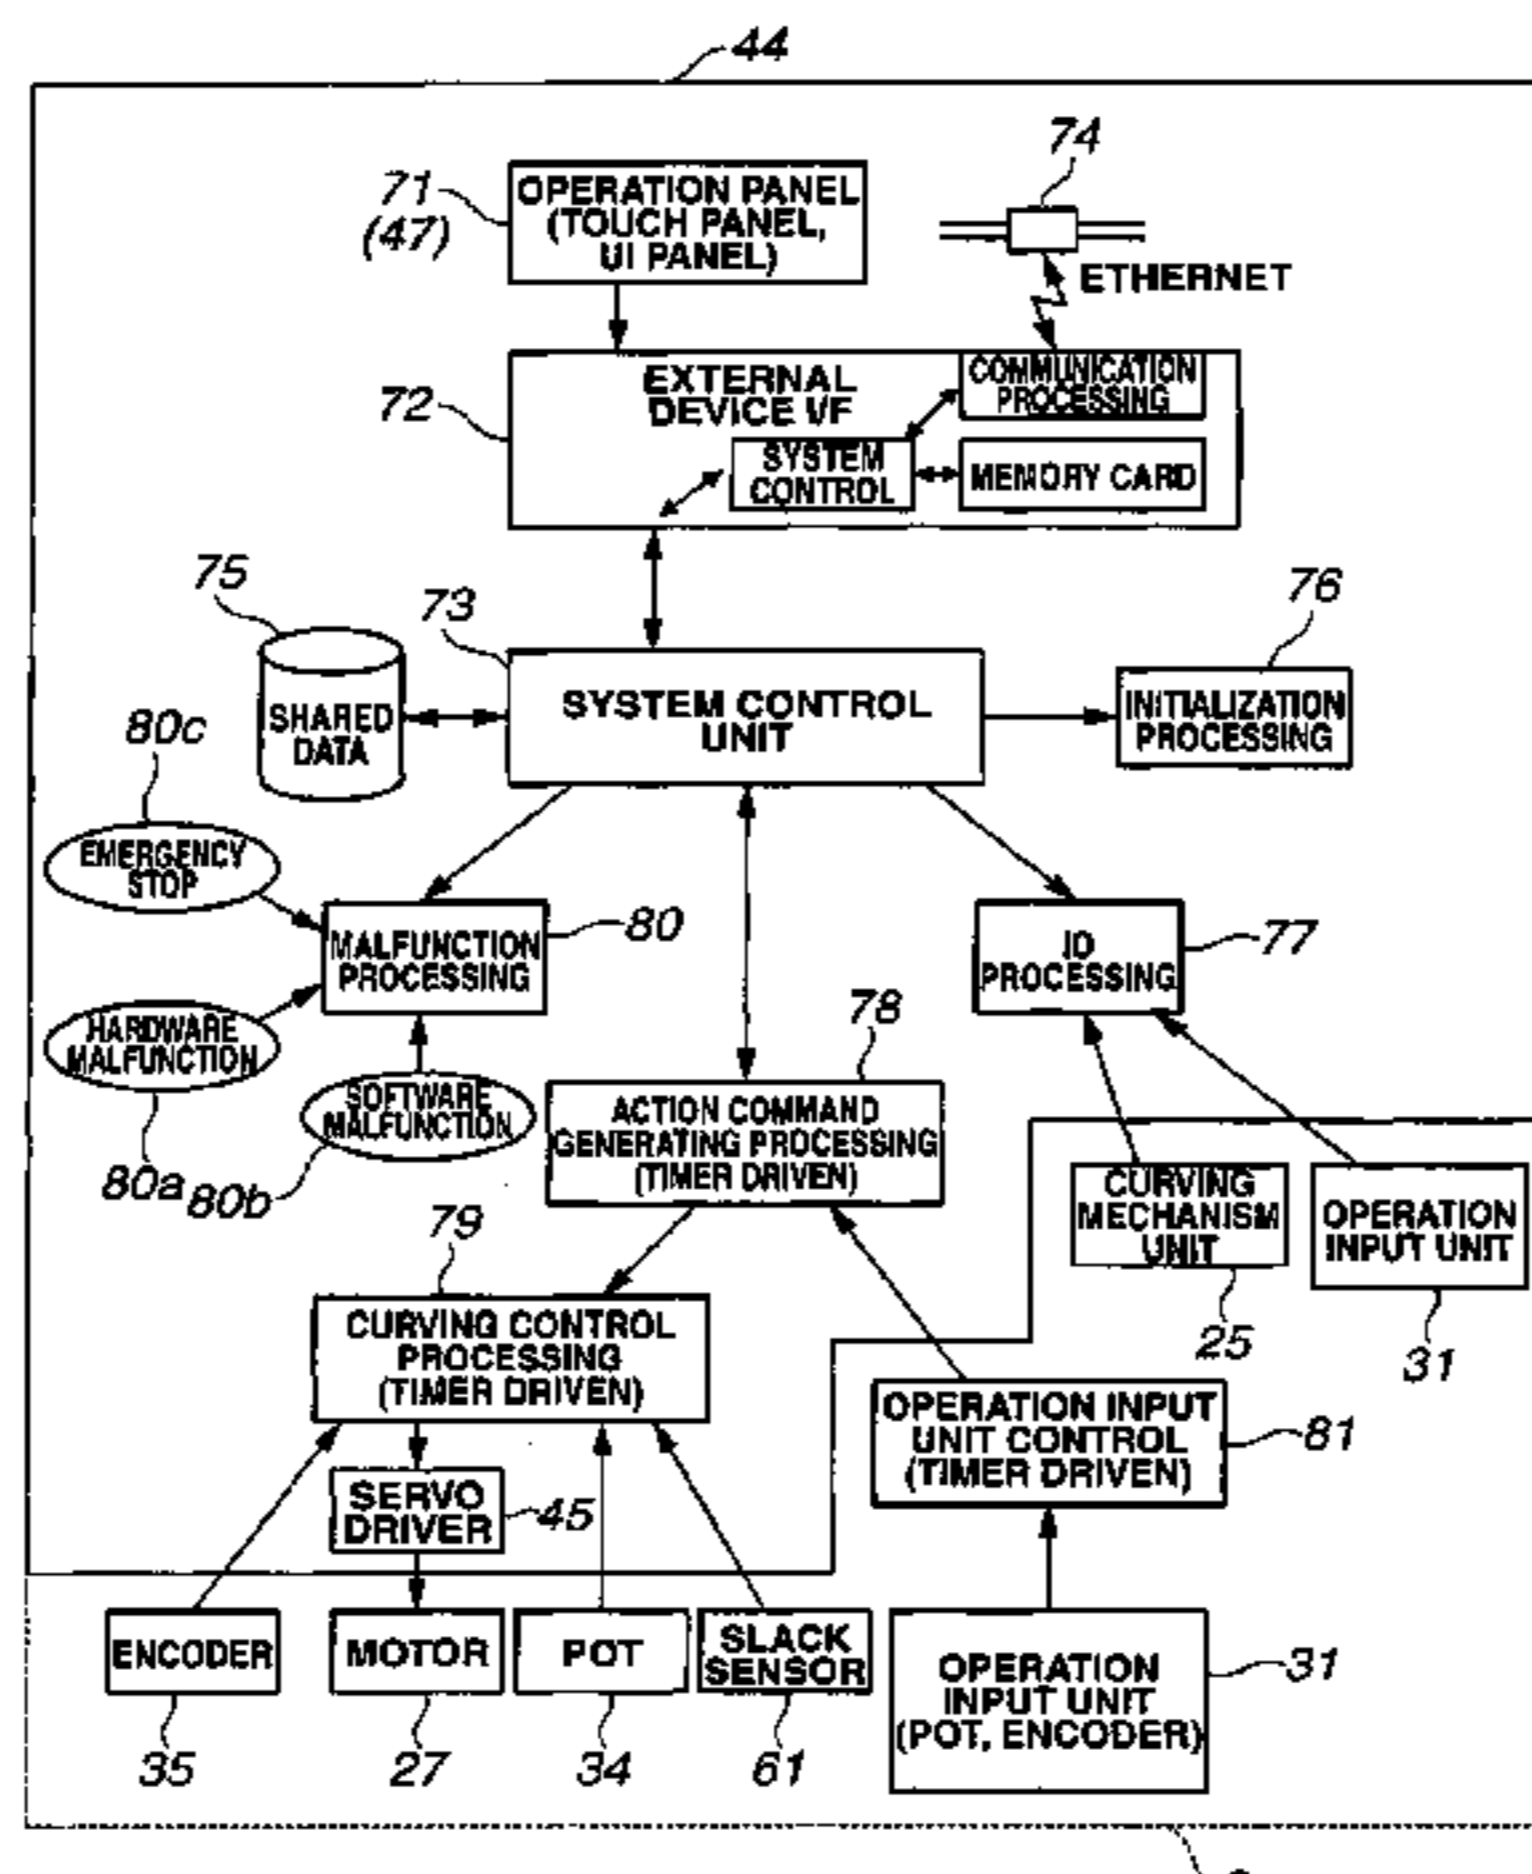 44
74
71
(47)
OPERATION PANEL
(TOUCH PANEL,
UI PANEL)
ETHERNET
72
EXTERNAL
DEVICE I/F
COMMUNICATION
PROCESSING
SYSTEM
CONTROL
MEMORY CARD
75
73
76
SHARED
DATA
SYSTEM CONTROL
UNIT
INITIALIZATION
PROCESSING
80c
EMERGENCY
STOP
MALFUNCTION
PROCESSING
80
ID
PROCESSING
77
HARDWARE
MALFUNCTION
80a
SOFTWARE
MALFUNCTION
80b
78
ACTION COMMAND
GENERATING PROCESSING
(TIMER DRIVEN)
CURVING
MECHANISM
UNIT
25
OPERATION
INPUT UNIT
31
79
CURVING CONTROL
PROCESSING
(TIMER DRIVEN)
OPERATION INPUT
UNIT CONTROL
(TIMER DRIVEN)
81
SERVO
DRIVER
45
ENCODER
35
MOTOR
27
POT
34
SLACK
SENSOR
61
OPERATION
INPUT UNIT
(POT, ENCODER)
31